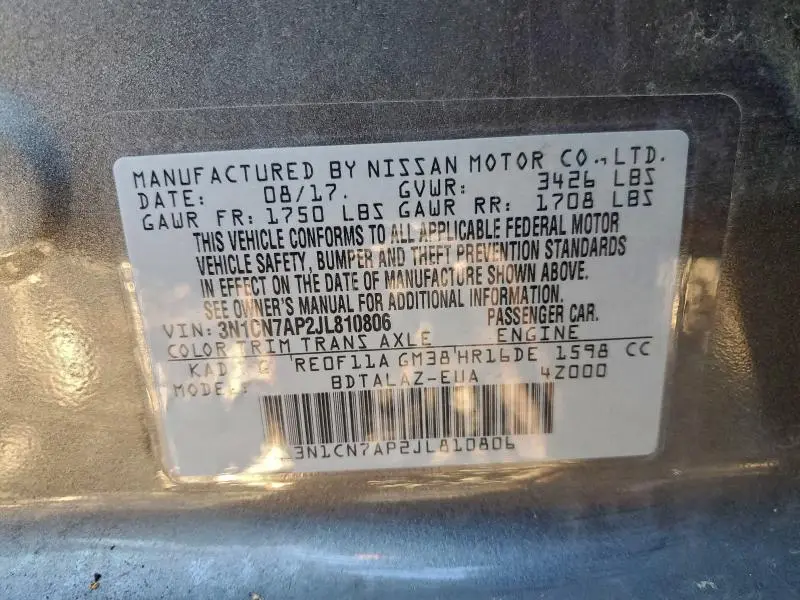 MANUFACTURED BY NISSAN MOTOR CO.,LTD.
DATE: 08/17. GVWR: 3426 LBS
GAWR FR: 1750 LBS GAWR RR: 1708 LBS
THIS VEHICLE CONFORMS TO ALL APPLICABLE FEDERAL MOTOR
VEHICLE SAFETY, BUMPER AND THEFT PREVENTION STANDARDS
IN EFFECT ON THE DATE OF MANUFACTURE SHOWN ABOVE.
SEE OWNER'S MANUAL FOR ADDITIONAL INFORMATION.
VIN: 3N1CN7AP2JL810806 PASSENGER CAR.
COLOR TRIM TRANS AXLE ENGINE
KAD G RE0F11A GM38 HR16DE 1598 CC
MODEL: BDTALAZ-EUA 4Z000
3N1CN7AP2JL810806